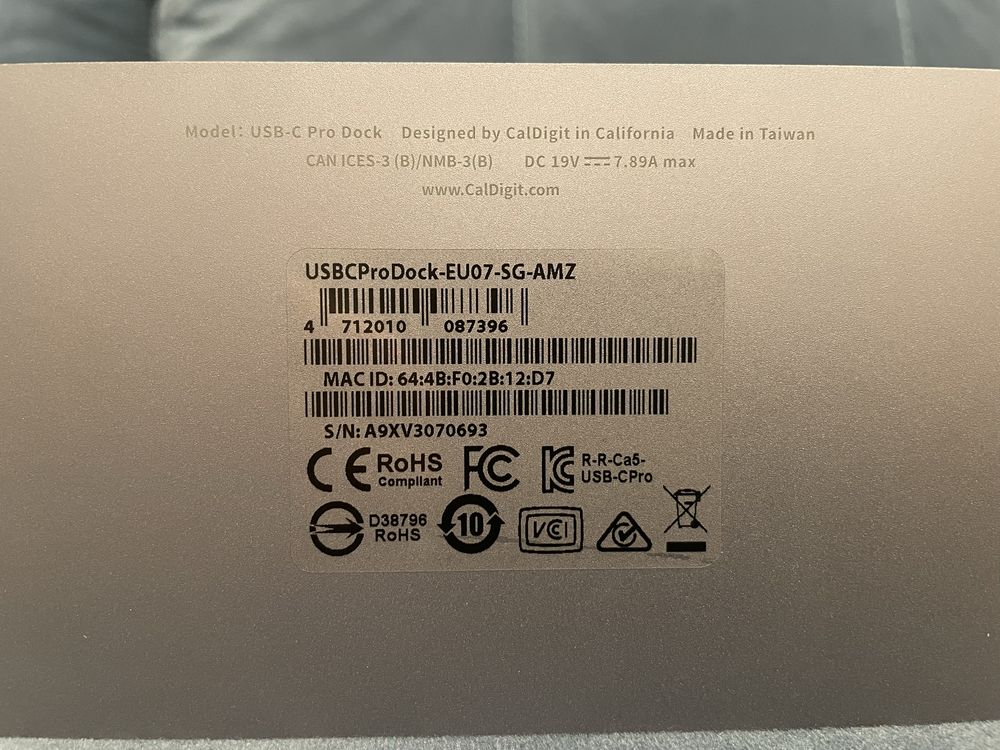 Model: USB-C Pro Dock Designed by CalDigit in California Made in Taiwan
CAN ICES-3 (B)/NMB-3(B) DC 19V ⎓ 7.89A max
www.CalDigit.com
USBCProDock-EU07-SG-AMZ
4 712010 087396
MAC ID: 64:4B:F0:2B:12:D7
S/N: A9XV3070693
CE RoHS Compliant FC KC R-R-Ca5-USB-CPro
D38796 RoHS 10 VCI